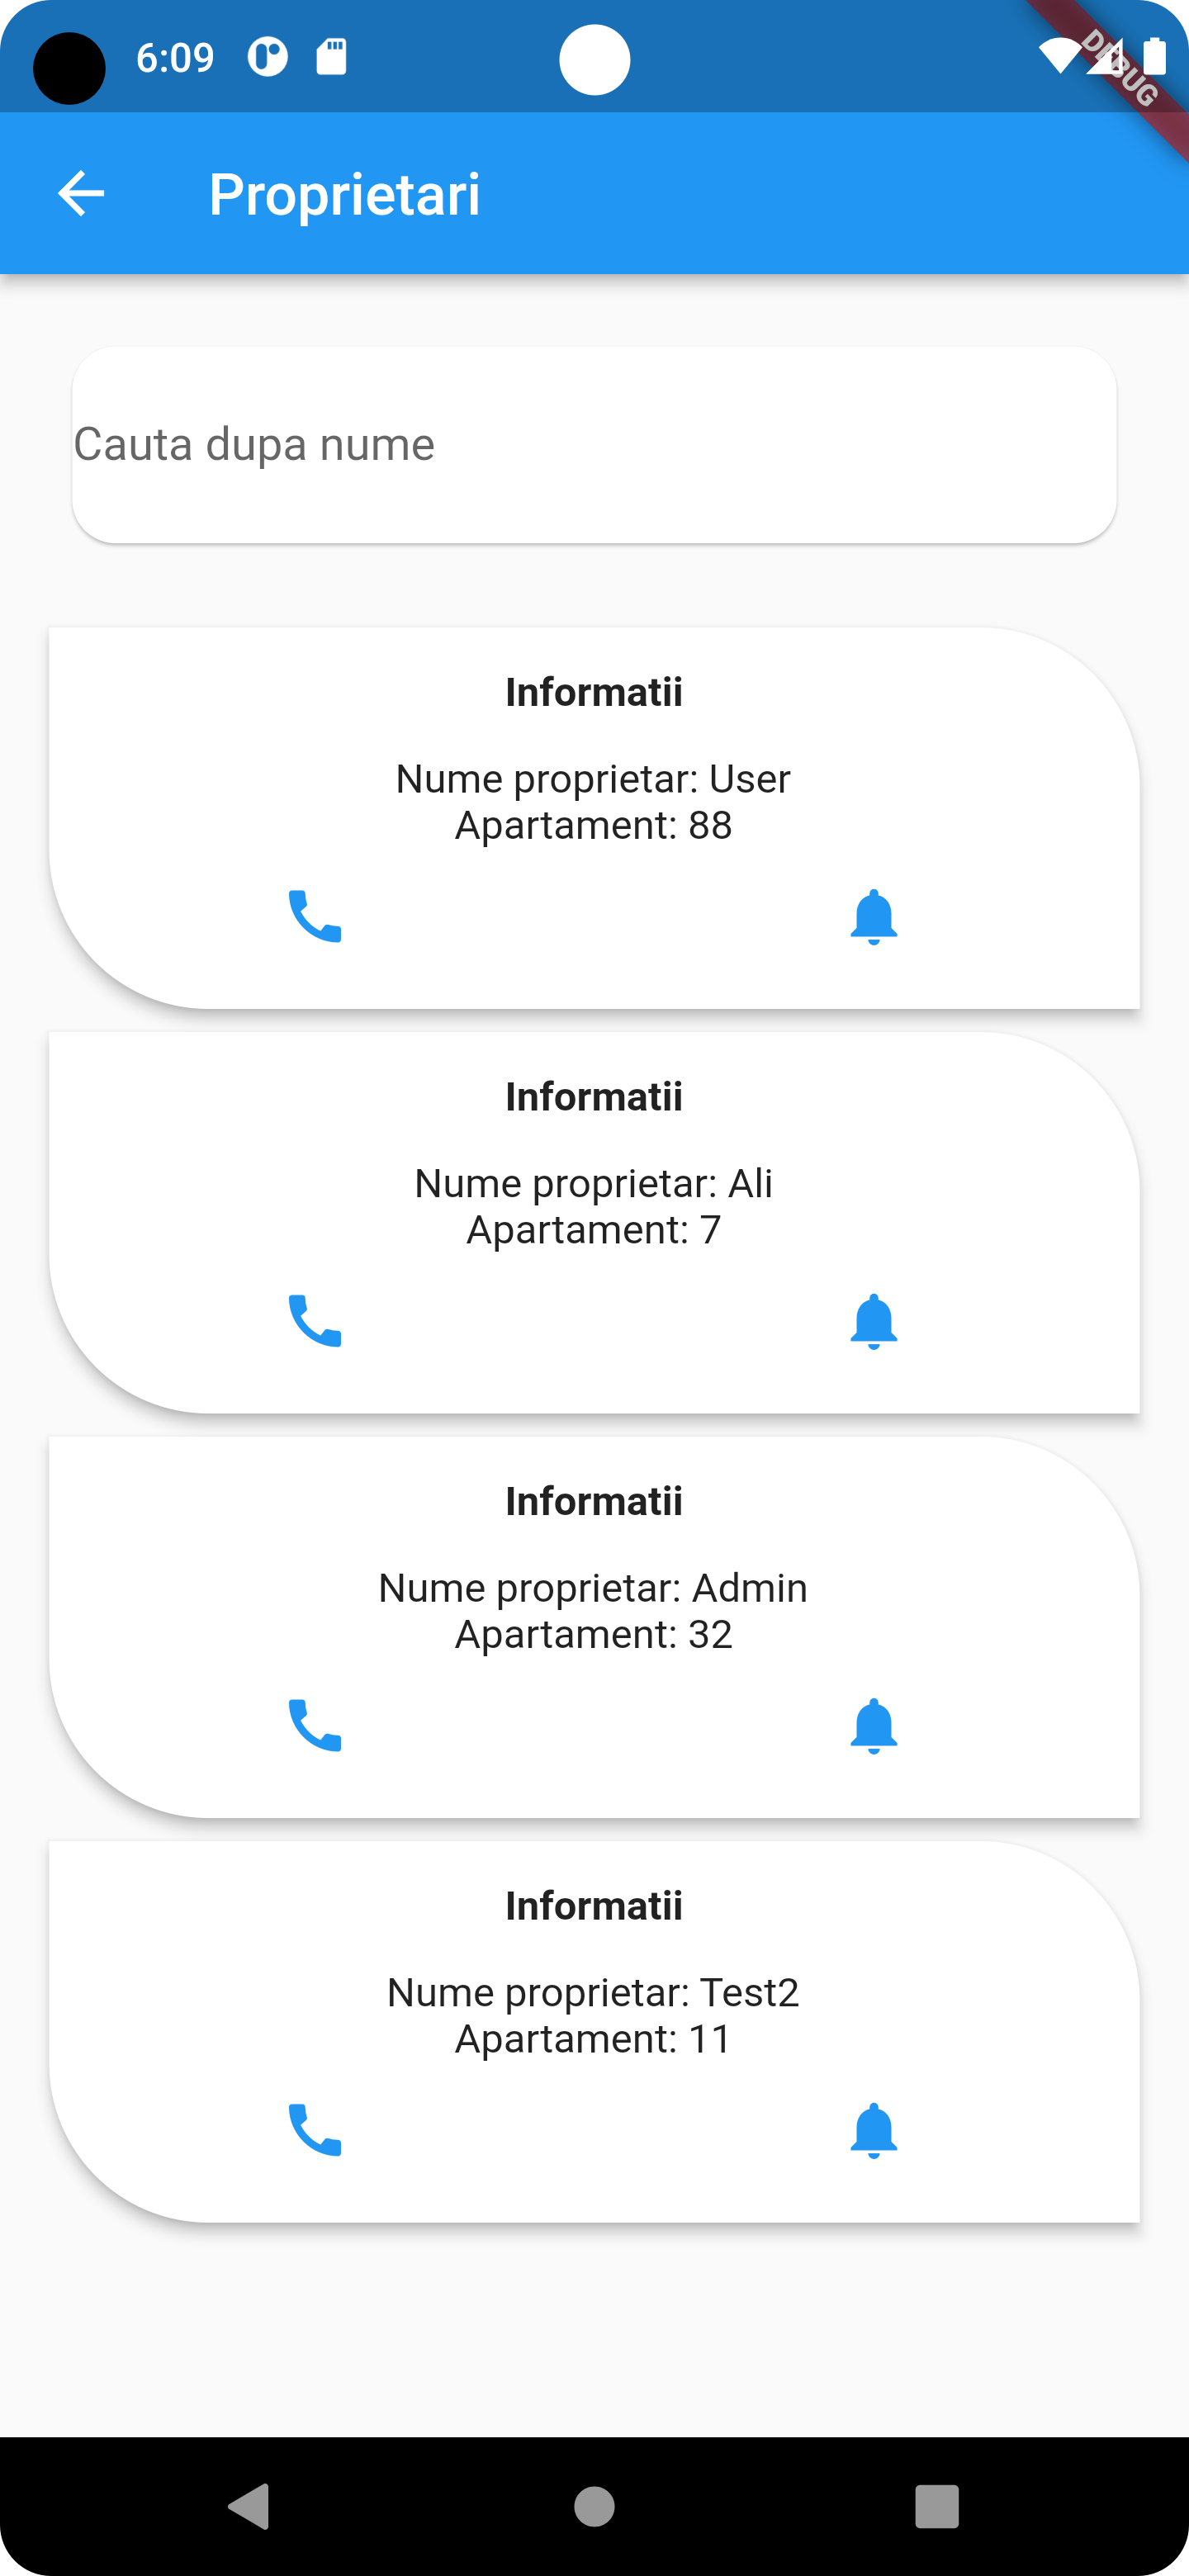 6:09
DEBUG
Proprietari
Cauta dupa nume
Informatii
Nume proprietar: User
Apartament: 88
Informatii
Nume proprietar: Ali
Apartament: 7
Informatii
Nume proprietar: Admin
Apartament: 32
Informatii
Nume proprietar: Test2
Apartament: 11